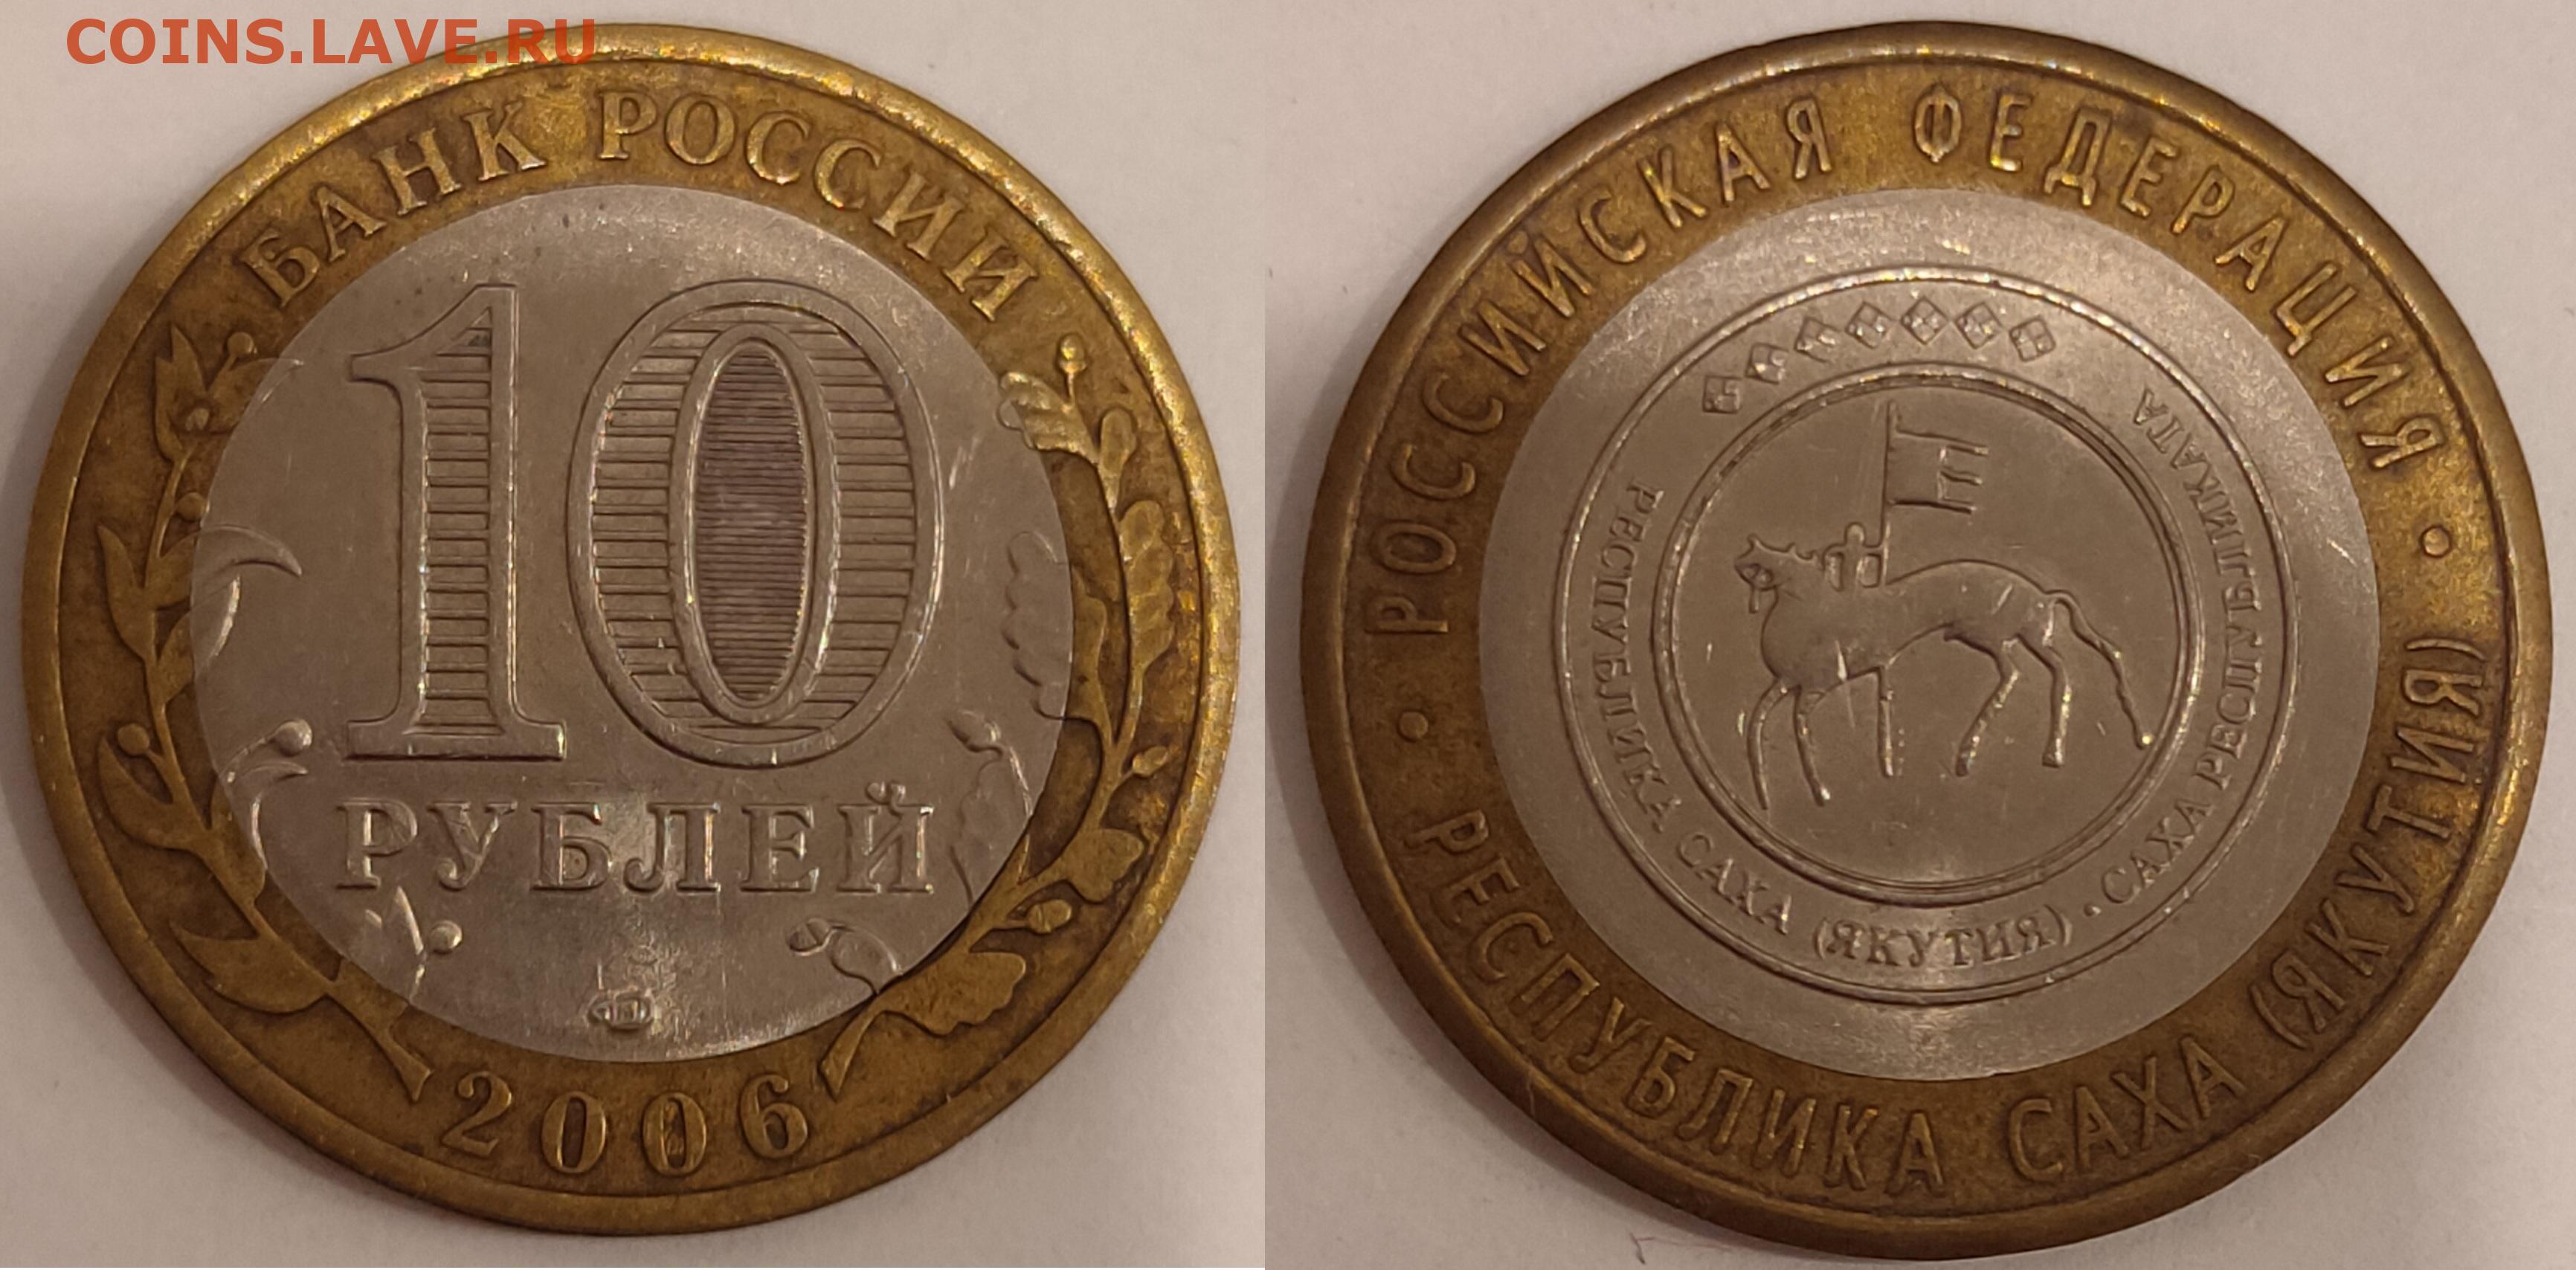 COINS.LAVE.RU
БАНК РОССИИ
10
РУБЛЕЙ
2006
• РОССИЙСКАЯ ФЕДЕРАЦИЯ •
РЕСПУБЛИКА САХА (ЯКУТИЯ)
РЕСПУБЛИКА САХА (ЯКУТИЯ) • САХА РЕСПУБЛИКАТА